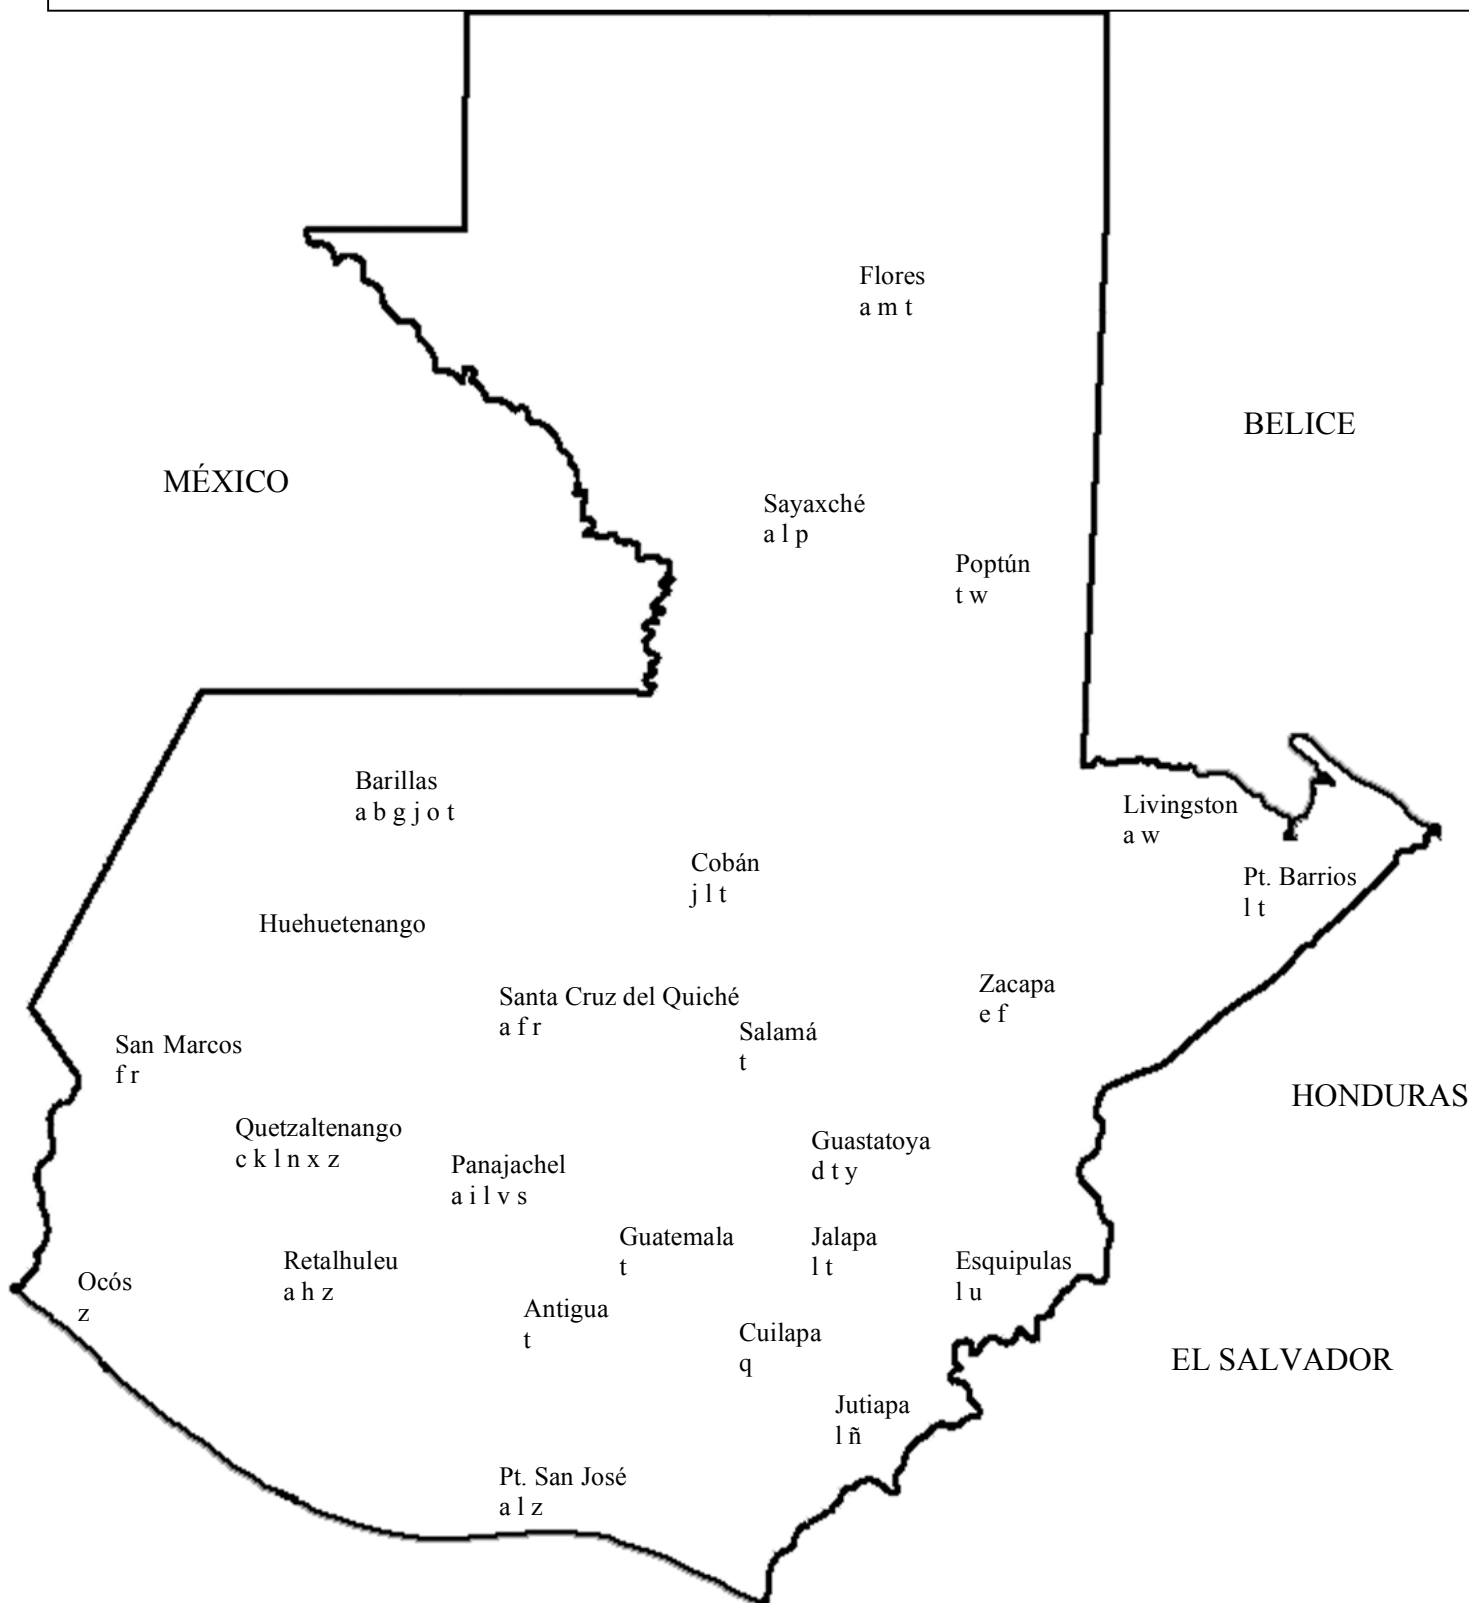 Flores
a m t
BELICE
MÉXICO
Sayaxché
a l p
Poptún
t w
Barillas
a b g j o t
Livingston
a w
Cobán
j l t
Pt. Barrios
l t
Huehuetenango
Zacapa
e f
Santa Cruz del Quiché
a f r
Salamá
t
San Marcos
f r
HONDURAS
Quetzaltenango
c k l n x z
Guastatoya
d t y
Panajachel
a i l v s
Guatemala
t
Jalapa
l t
Retalhuleu
a h z
Esquipulas
l u
Ocós
z
Antigua
t
Cuilapa
q
EL SALVADOR
Jutiapa
l ñ
Pt. San José
a l z